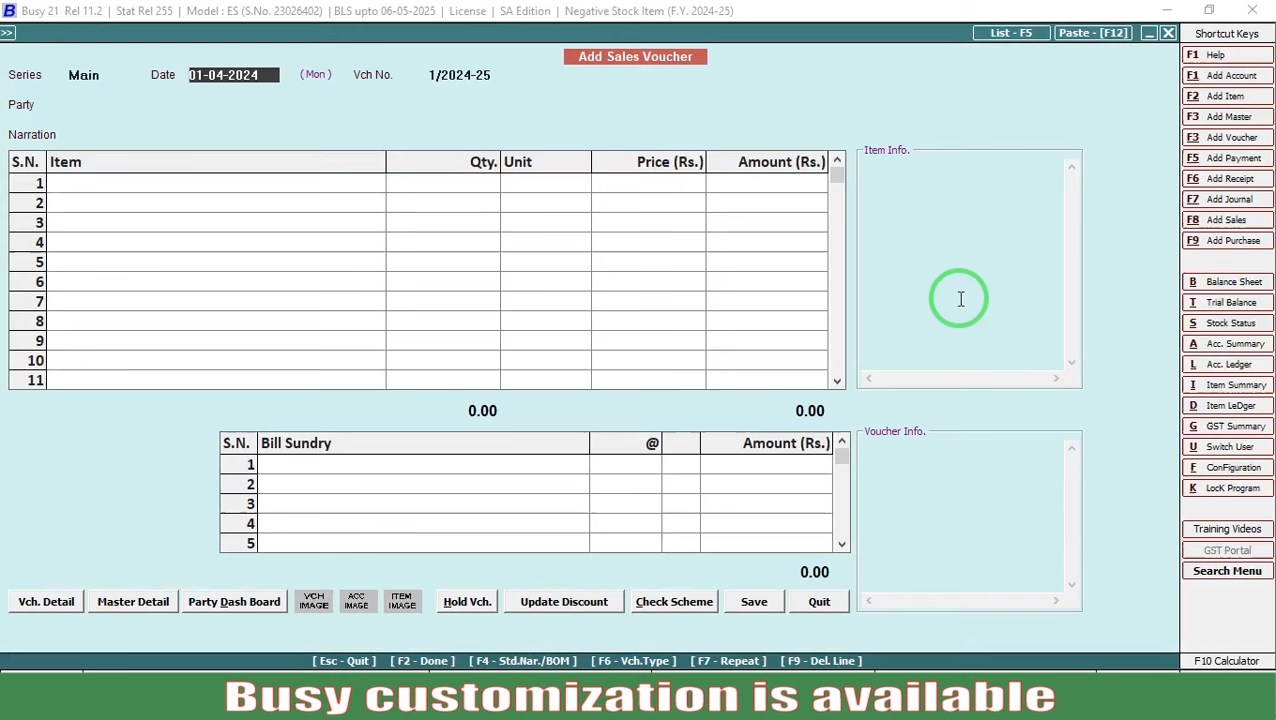 Busy 21 Rel 11.2 | Stat Rel 255 | Model : ES (S.No. 23026402) | BLS upto 06-05-2025 | License | SA Edition | Negative Stock Item (F.Y. 2024-25)
>> List - F5 Paste - [F12] Shortcut Keys
Add Sales Voucher
Series Main Date 01-04-2024 (Mon) Vch No. 1/2024-25
Party
Narration
S.N. Item Qty. Unit Price (Rs.) Amount (Rs.)
1
2
3
4
5
6
7
8
9
10
11
0.00 0.00
Item Info.
S.N. Bill Sundry @ Amount (Rs.)
1
2
3
4
5
0.00
Voucher Info.
Vch. Detail Master Detail Party Dash Board VCH IMAGE ACC IMAGE ITEM IMAGE Hold Vch. Update Discount Check Scheme Save Quit
[ Esc - Quit ] [ F2 - Done ] [ F4 - Std.Nar./BOM ] [ F6 - Vch.Type ] [ F7 - Repeat ] [ F9 - Del. Line ]
F1 Help
F1 Add Account
F2 Add Item
F3 Add Master
F3 Add Voucher
F5 Add Payment
F6 Add Receipt
F7 Add Journal
F8 Add Sales
F9 Add Purchase
B Balance Sheet
T Trial Balance
S Stock Status
A Acc. Summary
L Acc. Ledger
I Item Summary
D Item LeDger
G GST Summary
U Switch User
F ConFiguration
K LocK Program
Training Videos
GST Portal
Search Menu
F10 Calculator
Busy customization is available